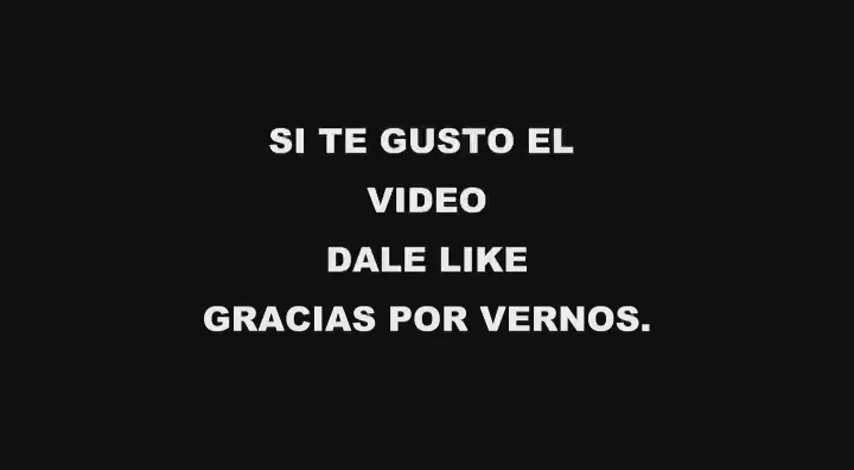 SI TE GUSTO EL
VIDEO
DALE LIKE
GRACIAS POR VERNOS.